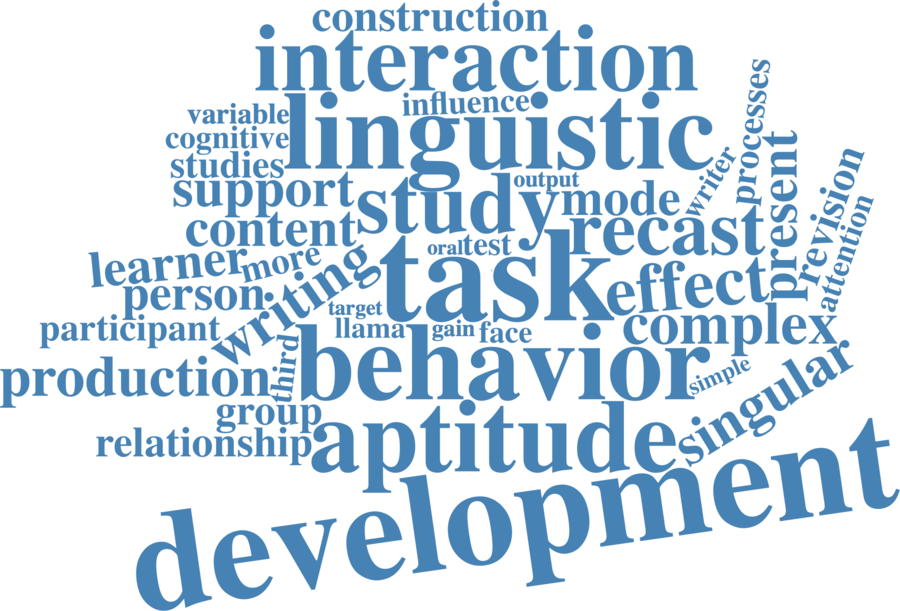 construction
interaction
influence
variable
linguistic
processes
cognitive
studies
output
writer
present
support
study
mode
prevision
content
recast
attention
oral
test
learner
more
task
effect
person
writing
target
participant
llama
gain
face
complex
behavior
third
production
simple
singular
group
aptitude
relationship
development